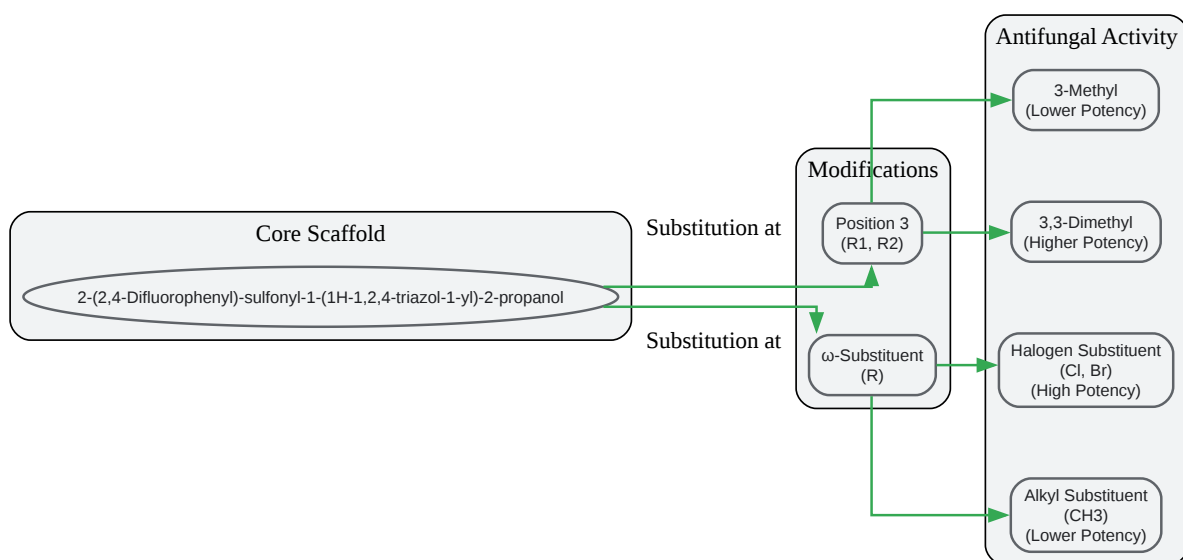 Antifungal Activity
3-Methyl
(Lower Potency)
Modifications
Core Scaffold
Substitution at
Position 3
(R1, R2)
3,3-Dimethyl
(Higher Potency)
2-(2,4-Difluorophenyl)-sulfonyl-1-(1H-1,2,4-triazol-1-yl)-2-propanol
Substitution at
ω-Substituent
(R)
Halogen Substituent
(Cl, Br)
(High Potency)
Alkyl Substituent
(CH3)
(Lower Potency)